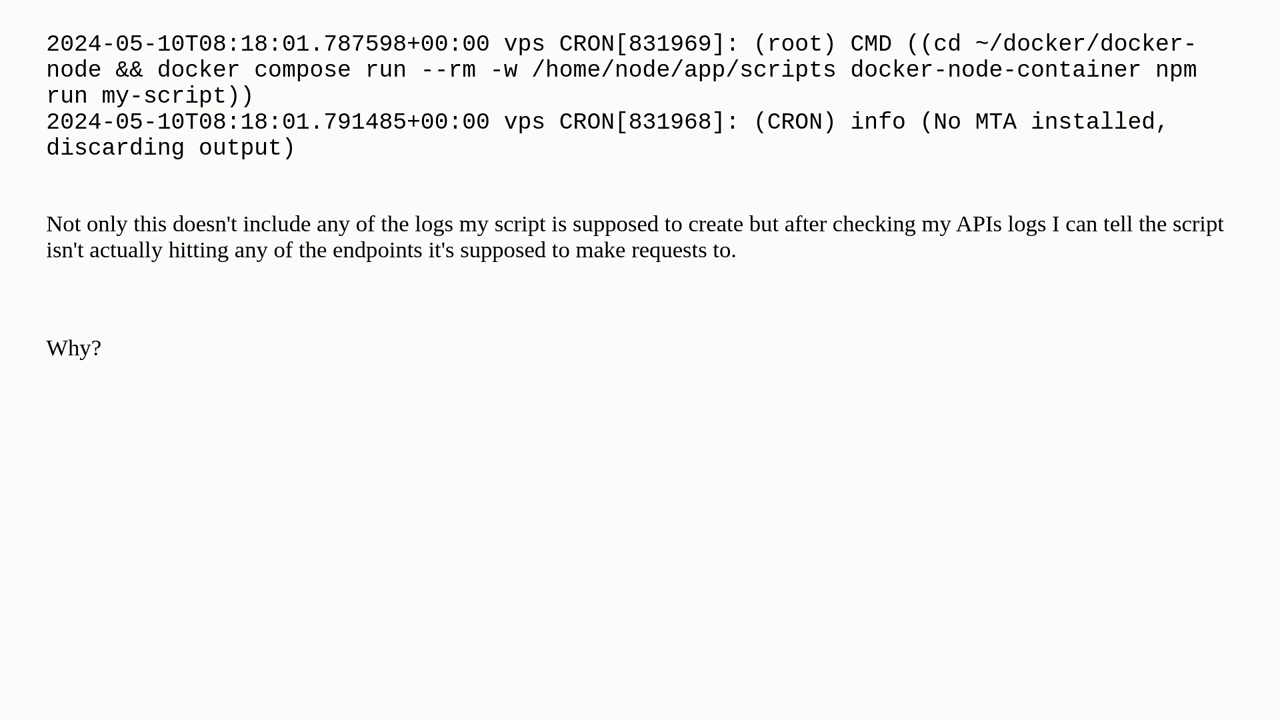 2024-05-10T08:18:01.787598+00:00 vps CRON[831969]: (root) CMD ((cd ~/docker/docker-
node && docker compose run --rm -w /home/node/app/scripts docker-node-container npm
run my-script))
2024-05-10T08:18:01.791485+00:00 vps CRON[831968]: (CRON) info (No MTA installed,
discarding output)
Not only this doesn't include any of the logs my script is supposed to create but after checking my APIs logs I can tell the script
isn't actually hitting any of the endpoints it's supposed to make requests to.
Why?